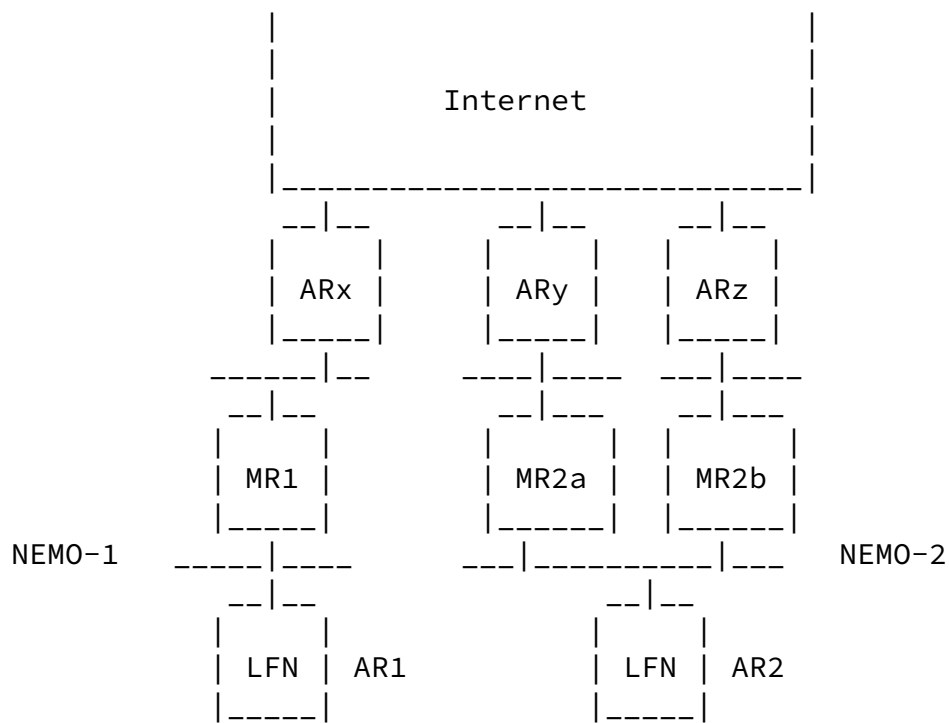 Internet
ARx ARy ARz
MR1 MR2a MR2b
NEMO-1 NEMO-2
LFN AR1 LFN AR2